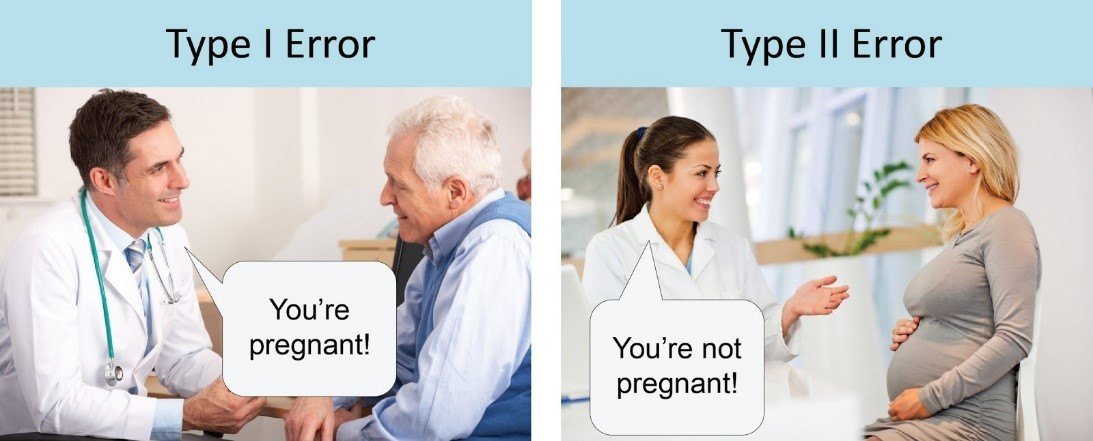 Type I Error
You’re
pregnant!
Type II Error
You’re not
pregnant!